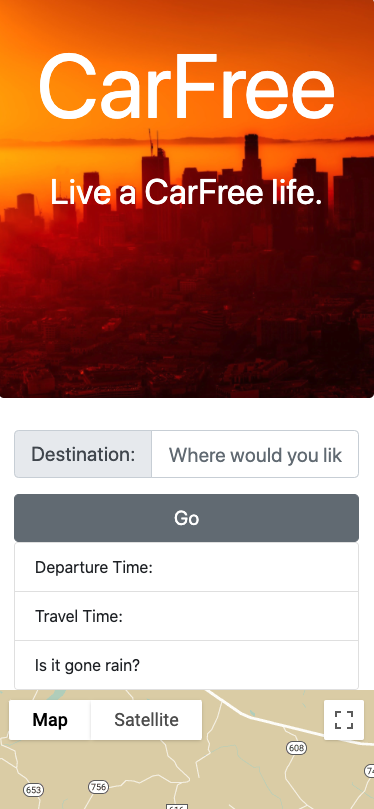 CarFree
Live a CarFree life.
Destination:
Where would you lik
Go
Departure Time:
Travel Time:
Is it gone rain?
Map
Satellite
608
653
756